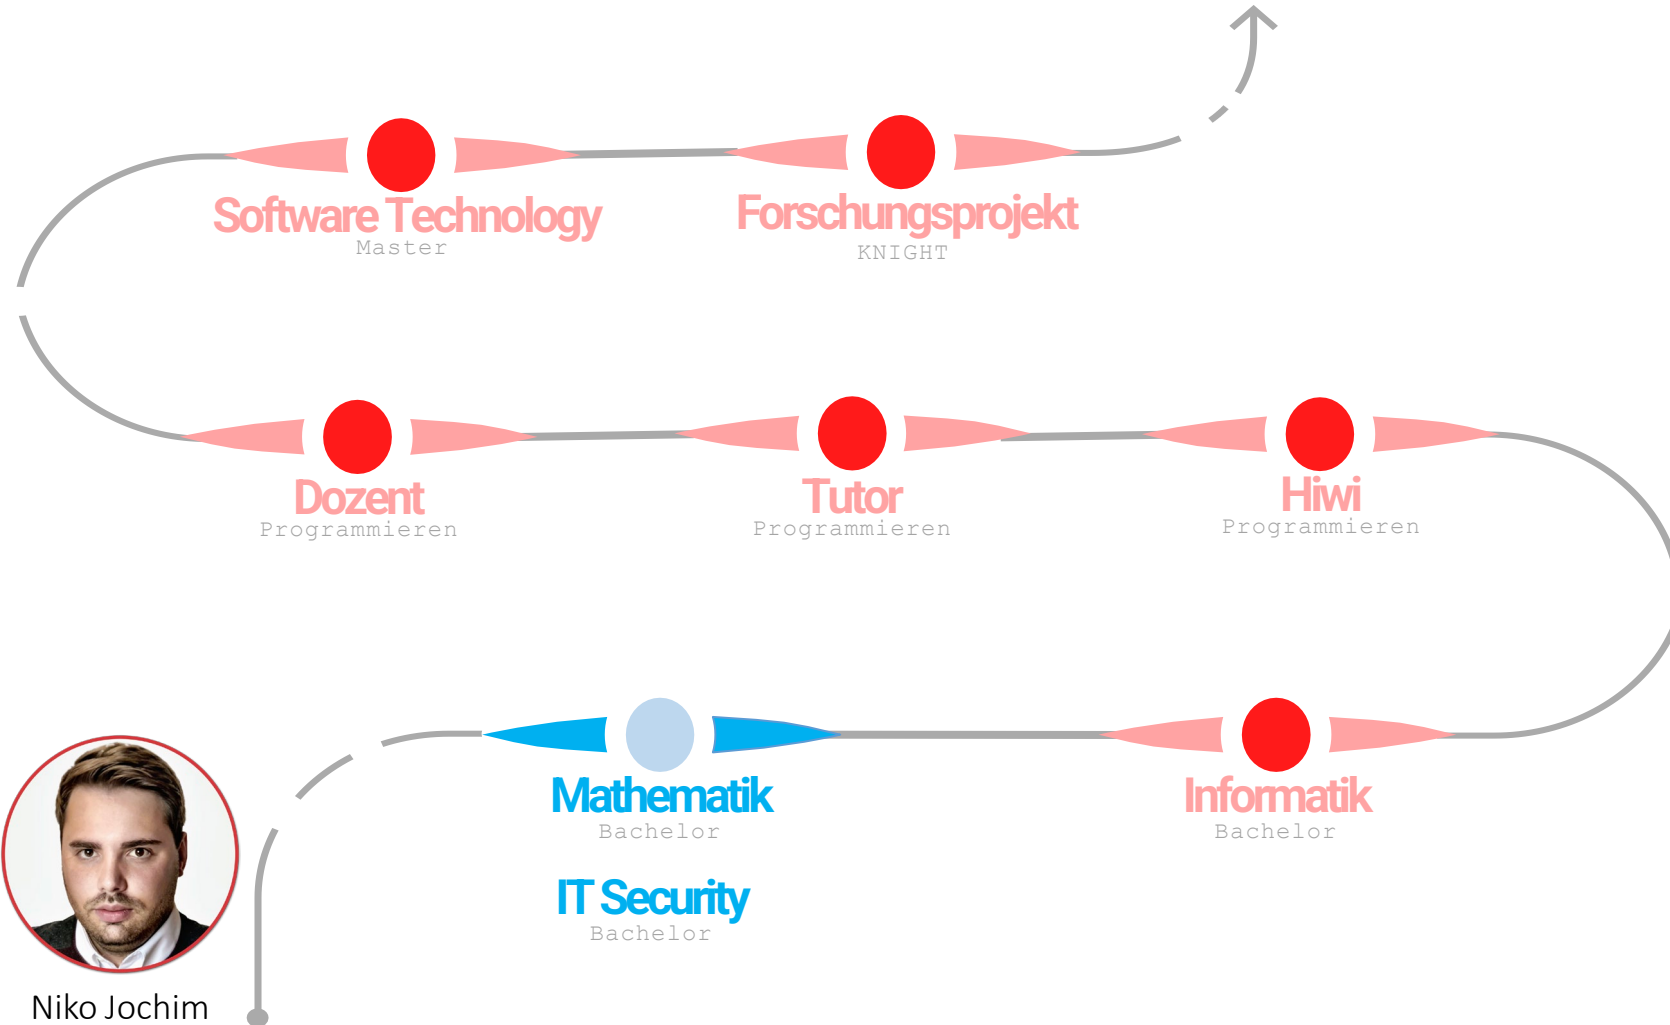 Software Technology
Master
Forschungsprojekt
KNIGHT
Dozent
Programmieren
Tutor
Programmieren
Hiwi
Programmieren
Mathematik
Bachelor
Informatik
Bachelor
IT Security
Bachelor
Niko Jochim